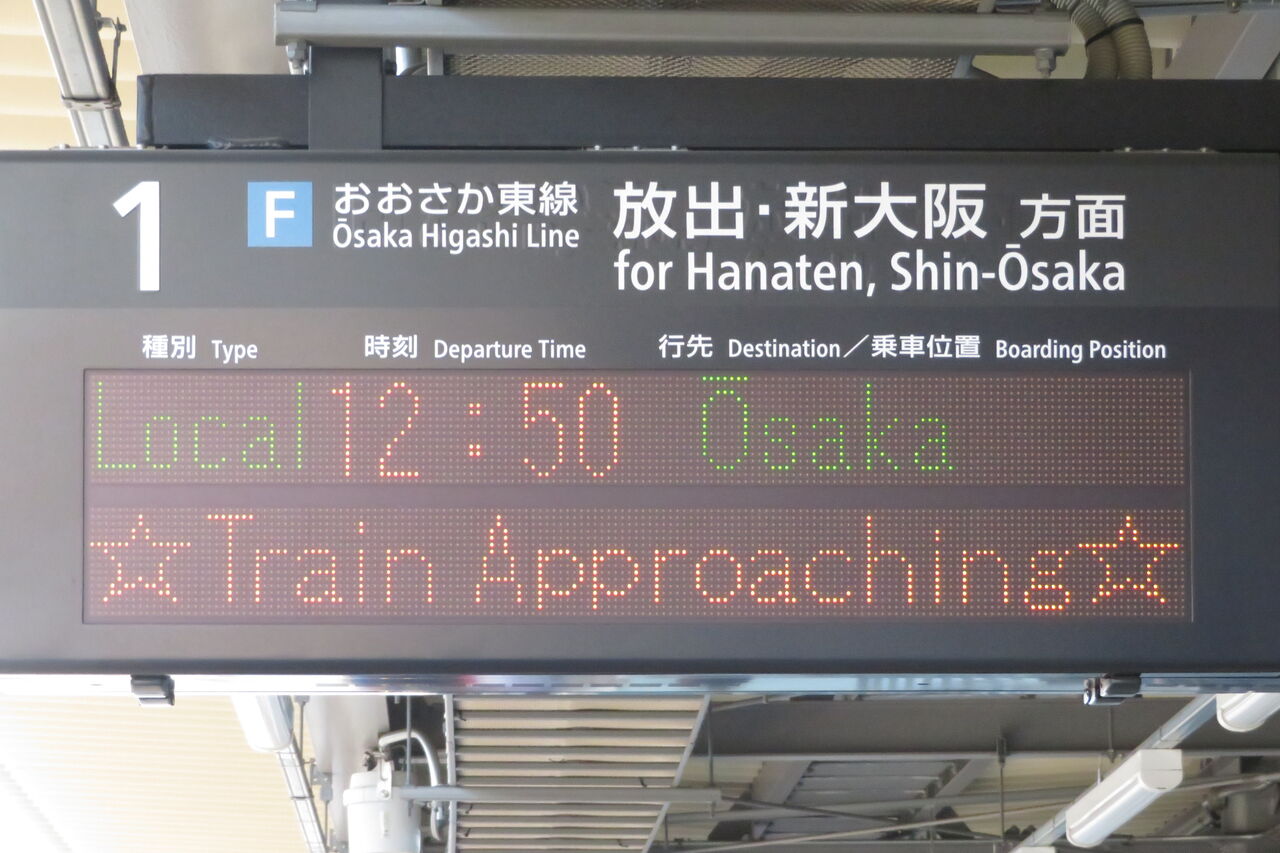 1
F
おおさか東線
Ōsaka Higashi Line
放出・新大阪 方面
for Hanaten, Shin-Ōsaka
種別 Type 時刻 Departure Time 行先 Destination/乗車位置 Boarding Position
Local 12:50 Ōsaka
☆Train Approaching☆